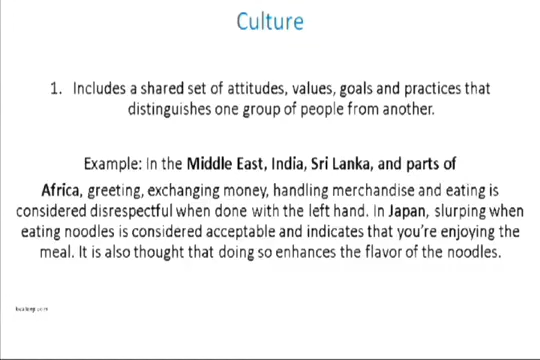 Culture
1. Includes a shared set of attitudes, values, goals and practices that
distinguishes one group of people from another.
Example: In the Middle East, India, Sri Lanka, and parts of
Africa, greeting, exchanging money, handling merchandise and eating is
considered disrespectful when done with the left hand. In Japan, slurping when
eating noodles is considered acceptable and indicates that you're enjoying the
meal. It is also thought that doing so enhances the flavor of the noodles.